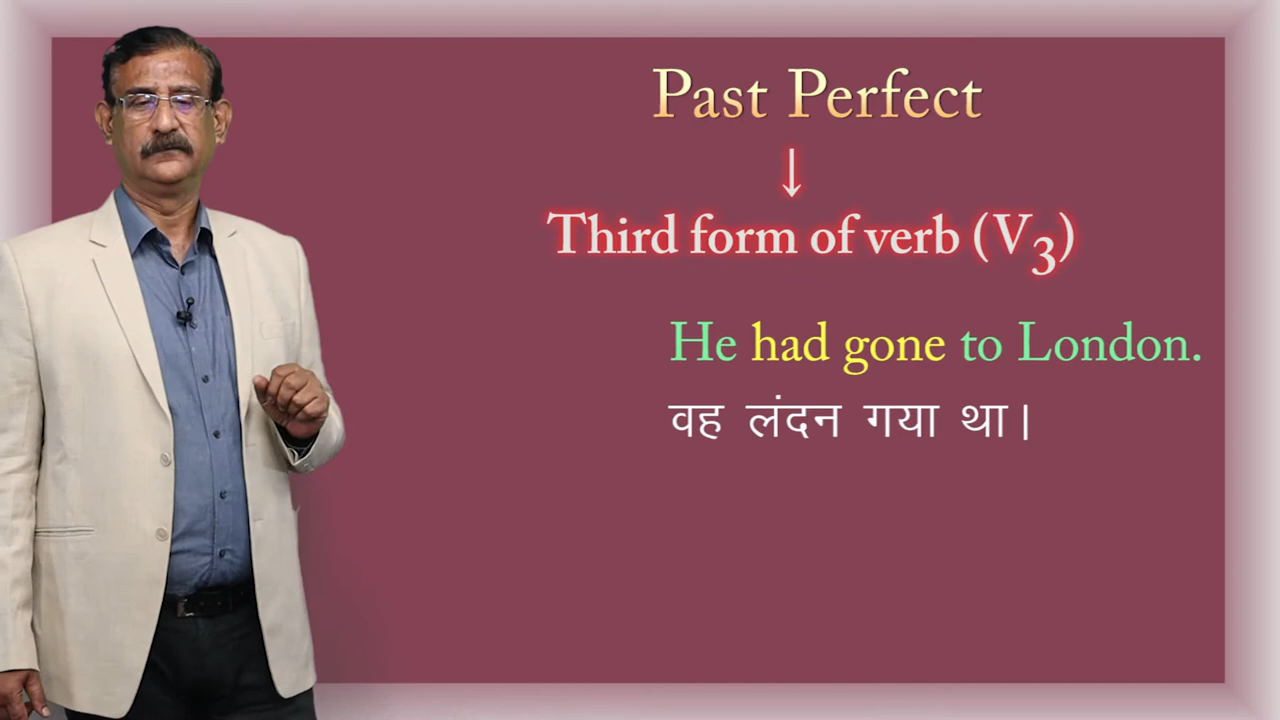 Past Perfect
↓
Third form of verb (V₃)
He had gone to London.
वह लंदन गया था।